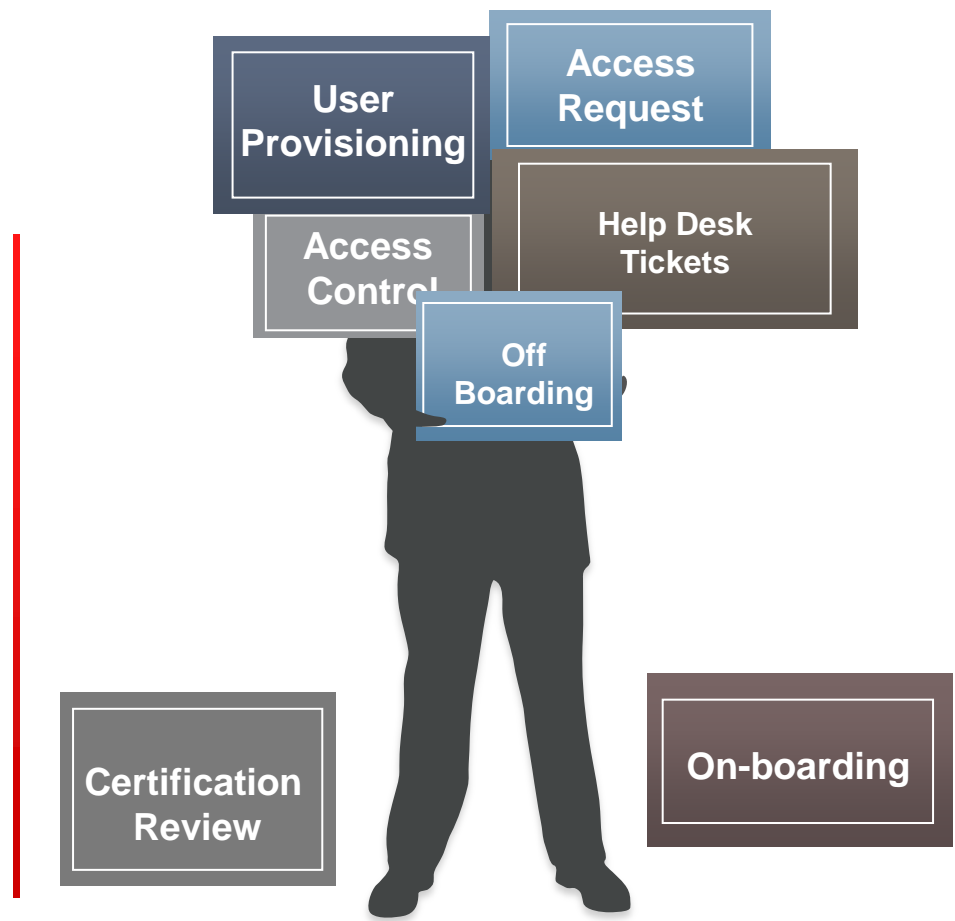 Access
Request
User
Provisioning
Help Desk
Tickets
Access
Control
Off
Boarding
Certification
Review
On-boarding